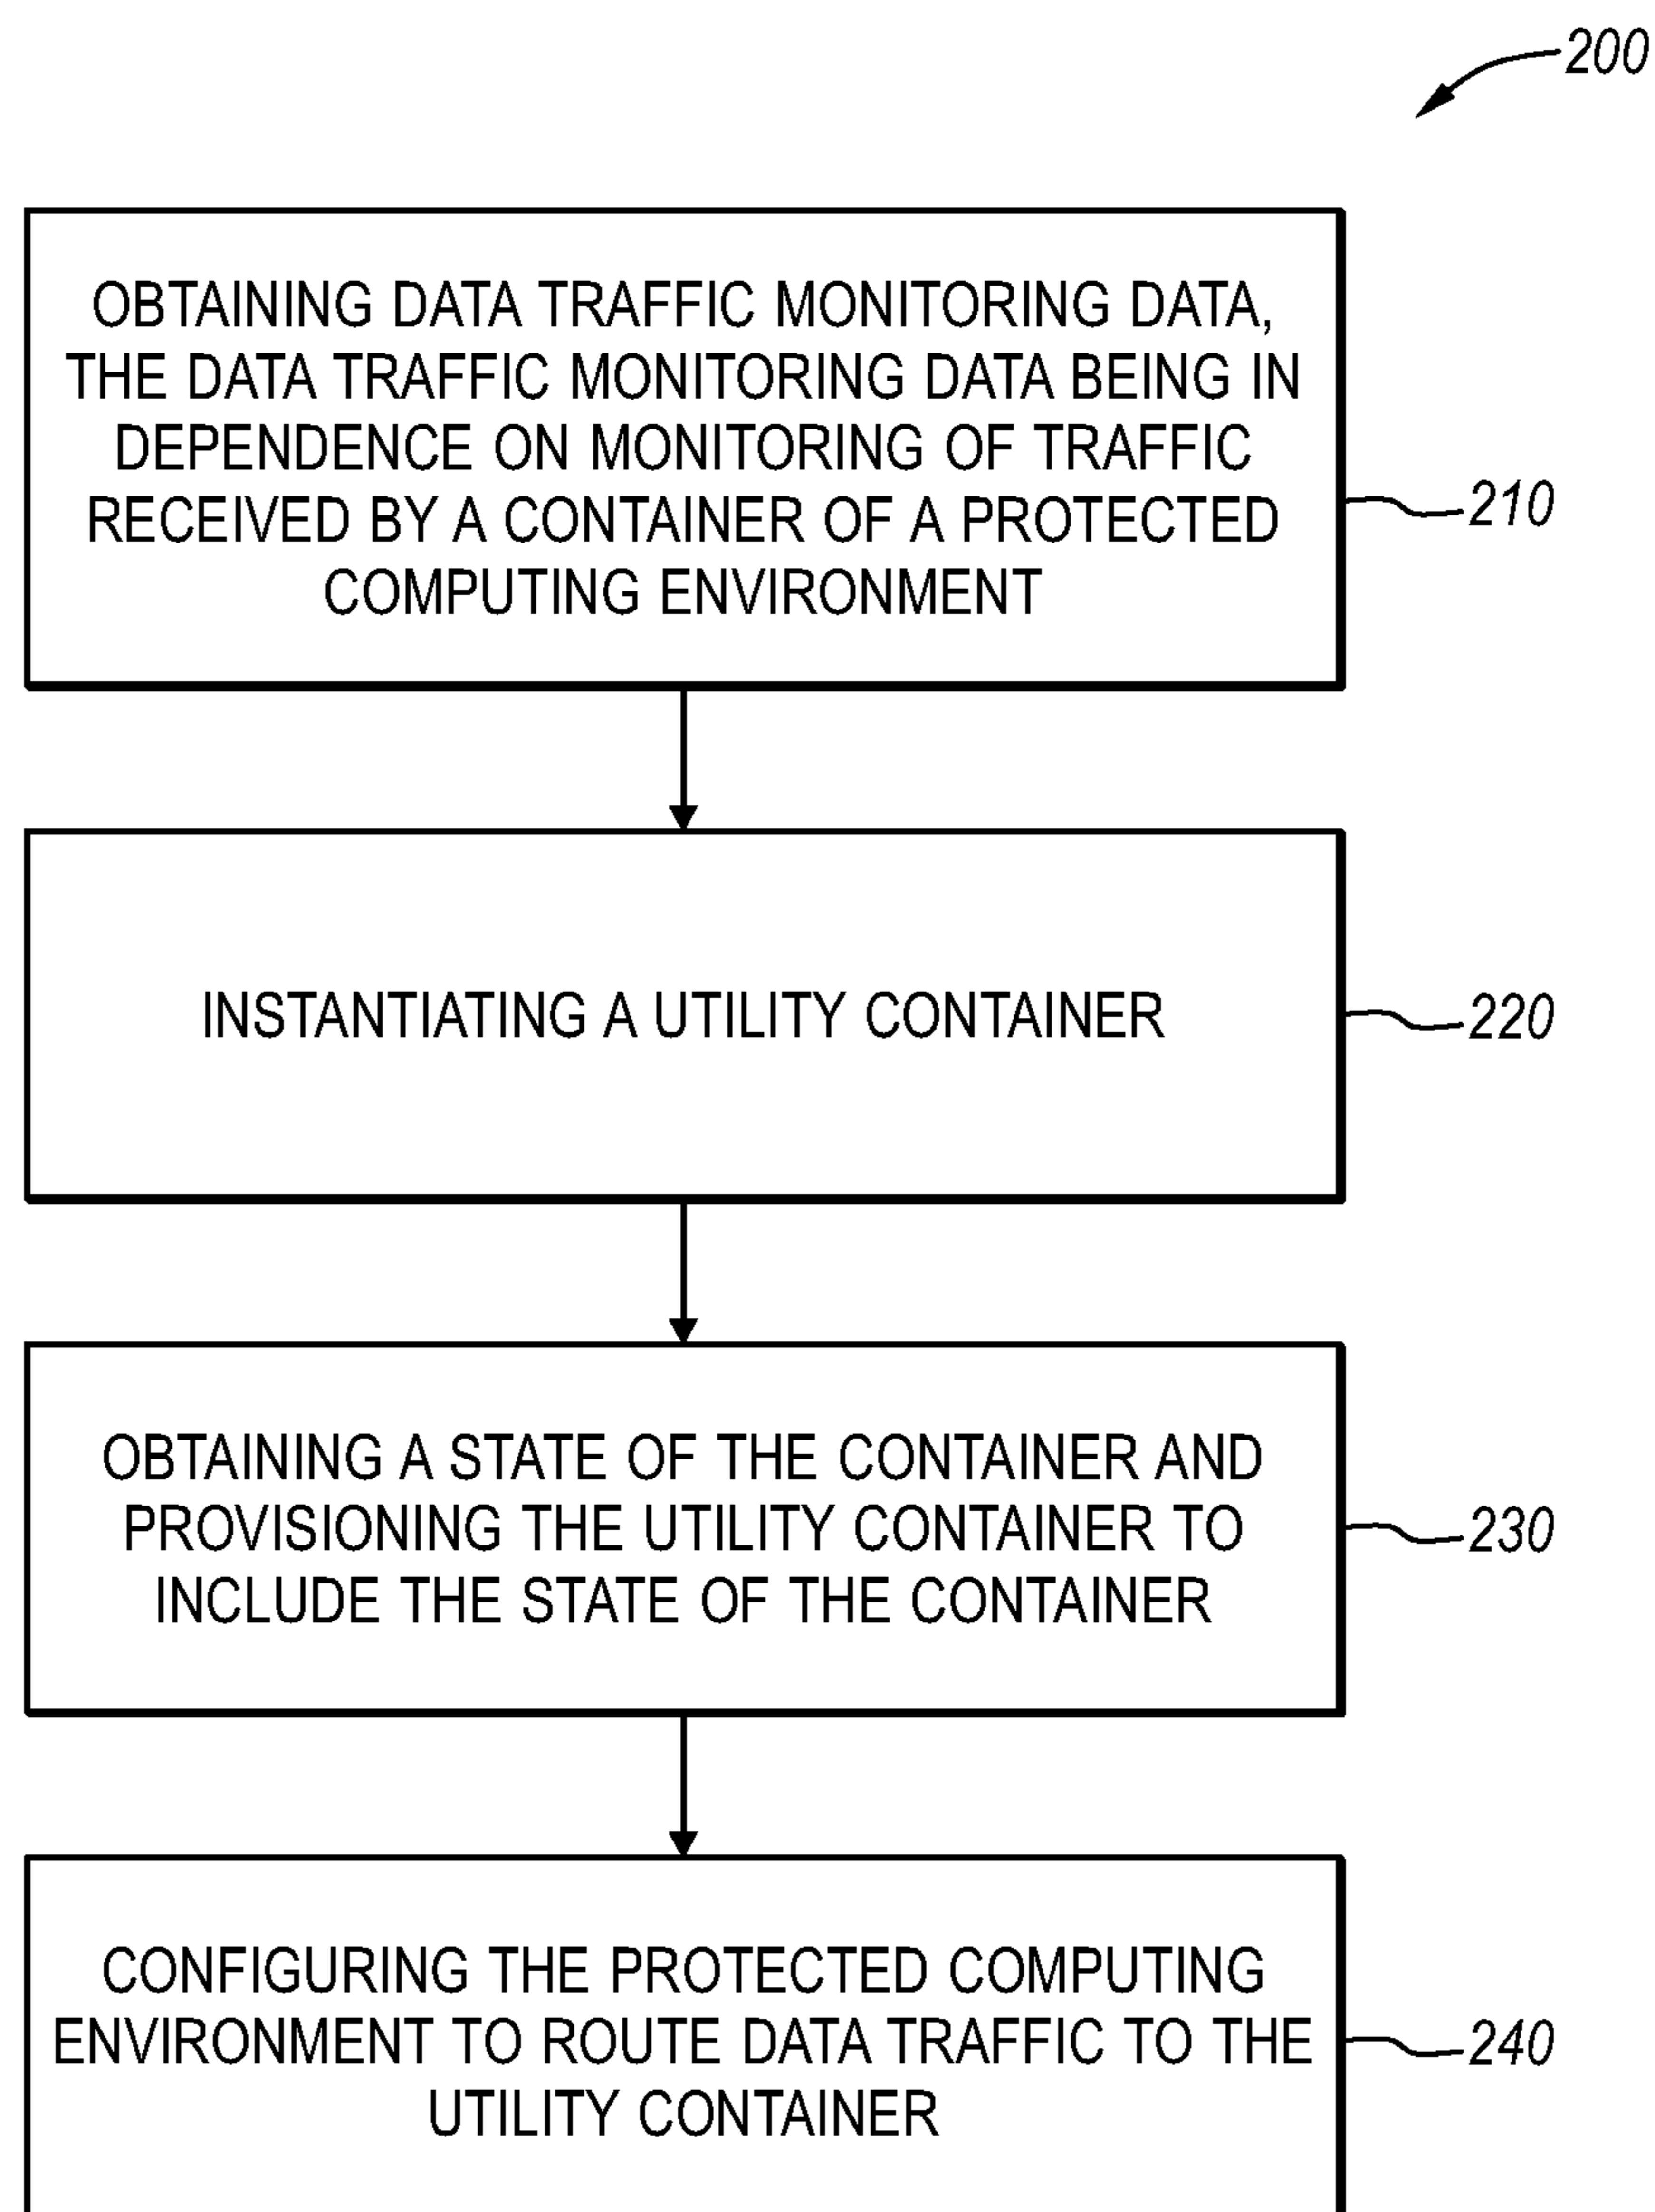 200
OBTAINING DATA TRAFFIC MONITORING DATA,
THE DATA TRAFFIC MONITORING DATA BEING IN
DEPENDENCE ON MONITORING OF TRAFFIC
RECEIVED BY A CONTAINER OF A PROTECTED
COMPUTING ENVIRONMENT
210
INSTANTIATING A UTILITY CONTAINER
220
OBTAINING A STATE OF THE CONTAINER AND
PROVISIONING THE UTILITY CONTAINER TO
INCLUDE THE STATE OF THE CONTAINER
230
CONFIGURING THE PROTECTED COMPUTING
ENVIRONMENT TO ROUTE DATA TRAFFIC TO THE
UTILITY CONTAINER
240